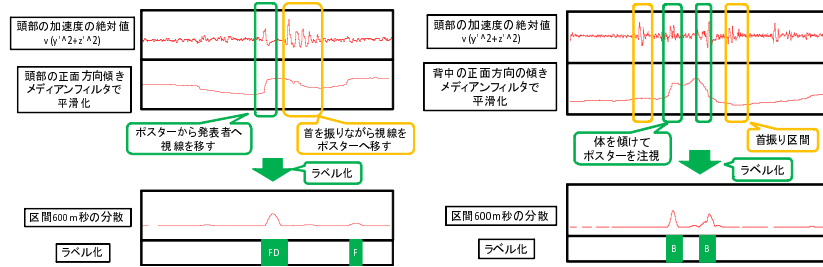 頭部の加速度の絶対値
√(y'^2+z'^2)
頭部の正面方向傾き
メディアンフィルタで
平滑化
ポスターから発表者へ
視線を移す
首を振りながら視線を
ポスターへ移す
ラベル化
区間600m秒の分散
ラベル化
FD
F
頭部の加速度の絶対値
√(y'^2+z'^2)
背中の正面方向の傾き
メディアンフィルタで
平滑化
体を傾けて
ポスターを注視
首振り区間
ラベル化
区間600m秒の分散
ラベル化
B
B